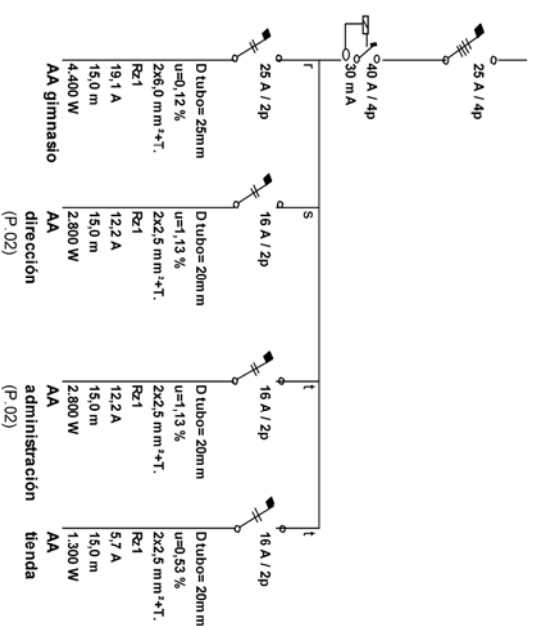 25 A / 4p
40 A / 4p
30 mA
r
25 A / 2p
D tubo= 25mm
u=0,12 %
2x6,0 mm²+T.
Rz1
19,1 A
15,0 m
4.400 W
AA gimnasio
s
16 A / 2p
D tubo= 20mm
u=1,13 %
2x2,5 mm²+T.
Rz1
12,2 A
15,0 m
2.800 W
AA
dirección
(P.02)
t
16 A / 2p
D tubo= 20mm
u=1,13 %
2x2,5 mm²+T.
Rz1
12,2 A
15,0 m
2.800 W
AA
administración
(P.02)
t
16 A / 2p
D tubo= 20mm
u=0,53 %
2x2,5 mm²+T.
Rz1
5,7 A
15,0 m
1.300 W
AA
tienda